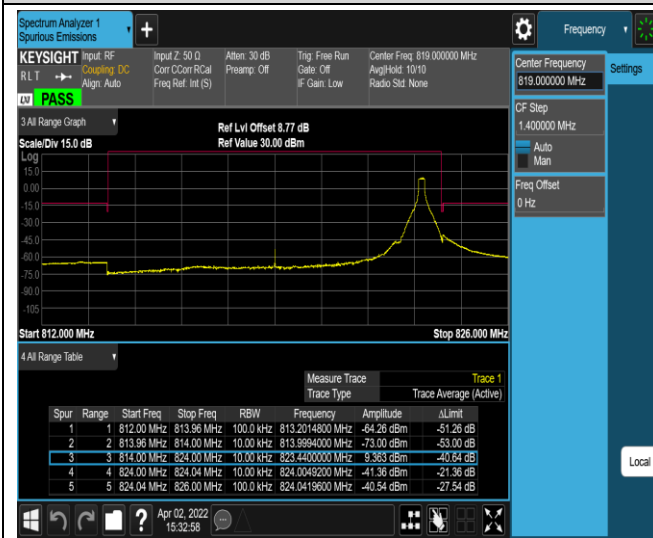 Spectrum Analyzer 1
Spurious Emissions
+
Frequency
KEYSIGHT
RLT
LXI PASS
Input: RF
Coupling: DC
Align: Auto
Input Z: 50 Ω
Corr CCorr RCal
Freq Ref: Int (S)
Atten: 30 dB
Preamp: Off
Trig: Free Run
Gate: Off
IF Gain: Low
Center Freq: 819.000000 MHz
Avg|Hold: 10/10
Radio Std: None
Center Frequency
819.000000 MHz
Settings
CF Step
1.400000 MHz
Auto
Man
Freq Offset
0 Hz
3 All Range Graph
Scale/Div 15.0 dB
Ref Lvl Offset 8.77 dB
Ref Value 30.00 dBm
Log
15.0
0.00
-15.0
-30.0
-45.0
-60.0
-75.0
-90.0
-105
Start 812.000 MHz
Stop 826.000 MHz
4 All Range Table
Measure Trace Trace 1
Trace Type Trace Average (Active)
Spur Range Start Freq Stop Freq RBW Frequency Amplitude ΔLimit
1 1 812.00 MHz 813.96 MHz 100.0 kHz 813.2014800 MHz -64.26 dBm -51.26 dB
2 2 813.96 MHz 814.00 MHz 10.00 kHz 813.9994000 MHz -73.00 dBm -53.00 dB
3 3 814.00 MHz 824.00 MHz 10.00 kHz 823.4400000 MHz 9.363 dBm -40.64 dB
4 4 824.00 MHz 824.04 MHz 10.00 kHz 824.0049200 MHz -41.36 dBm -21.36 dB
5 5 824.04 MHz 826.00 MHz 100.0 kHz 824.0419600 MHz -40.54 dBm -27.54 dB
Local
?
Apr 02, 2022
15:32:58